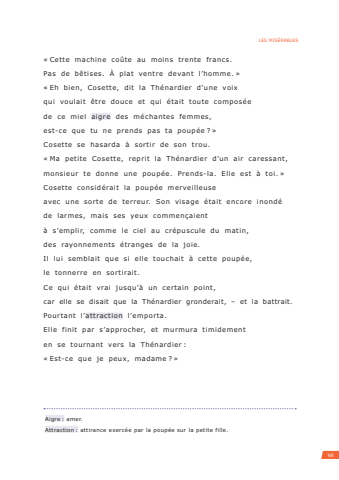 LES MISÉRABLES
« Cette machine coûte au moins trente francs.
Pas de bêtises. À plat ventre devant l'homme. »
« Eh bien, Cosette, dit la Thénardier d'une voix
qui voulait être douce et qui était toute composée
de ce miel aigre des méchantes femmes,
est-ce que tu ne prends pas ta poupée ? »
Cosette se hasarda à sortir de son trou.
« Ma petite Cosette, reprit la Thénardier d'un air caressant,
monsieur te donne une poupée. Prends-la. Elle est à toi. »
Cosette considérait la poupée merveilleuse
avec une sorte de terreur. Son visage était encore inondé
de larmes, mais ses yeux commençaient
à s'emplir, comme le ciel au crépuscule du matin,
des rayonnements étranges de la joie.
Il lui semblait que si elle touchait à cette poupée,
le tonnerre en sortirait.
Ce qui était vrai jusqu'à un certain point,
car elle se disait que la Thénardier gronderait, – et la battrait.
Pourtant l'attraction l'emporta.
Elle finit par s'approcher, et murmura timidement
en se tournant vers la Thénardier :
« Est-ce que je peux, madame ? »
Aigre : amer.
Attraction : attirance exercée par la poupée sur la petite fille.